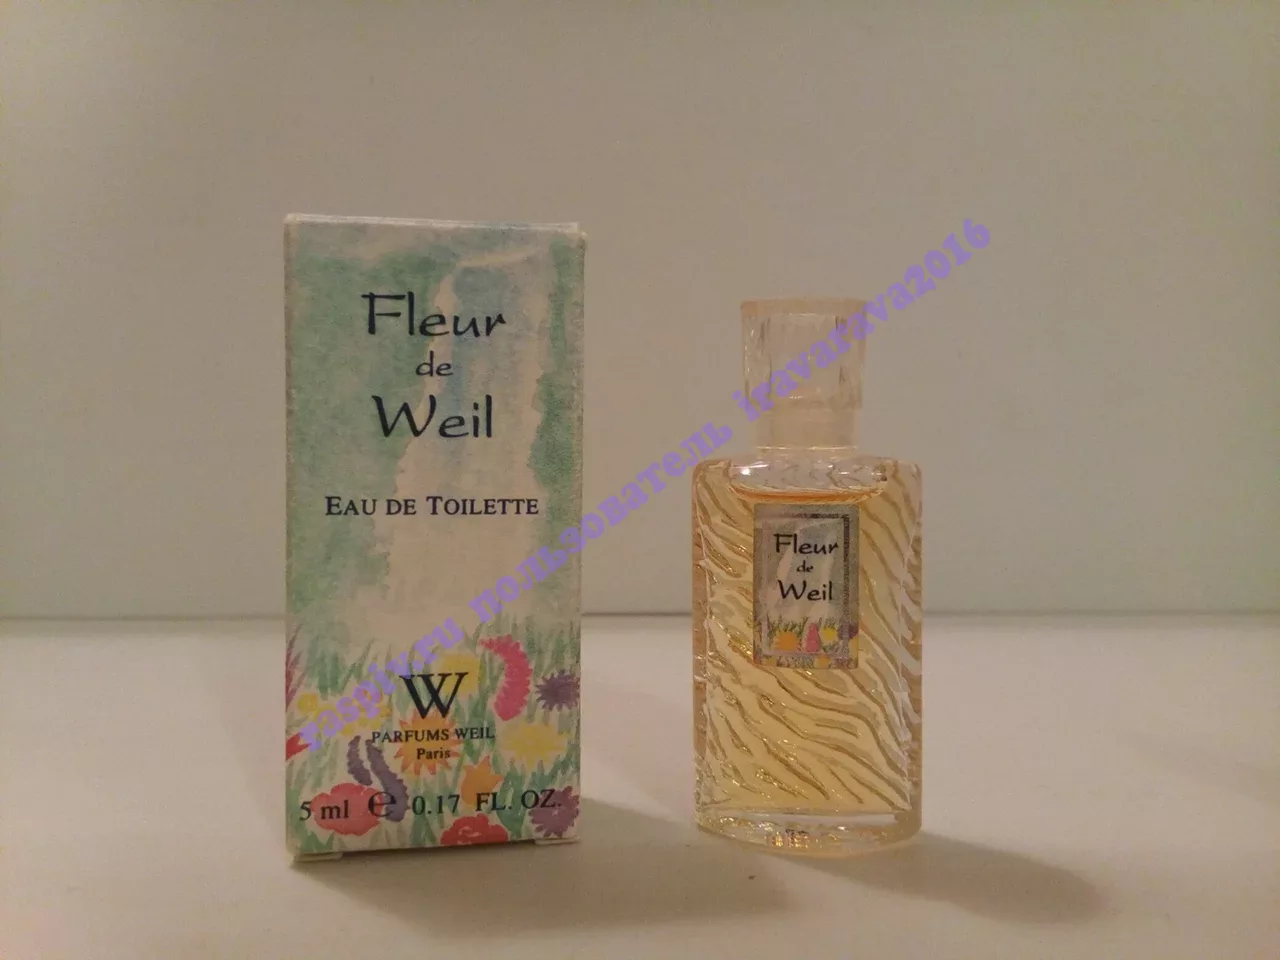 Fleur
de
Weil
EAU DE TOILETTE
W
PARFUMS WEIL
Paris
5 ml e 0.17 FL. OZ.
Fleur
de
Weil
raspiv.ru пользователь iravarava2016